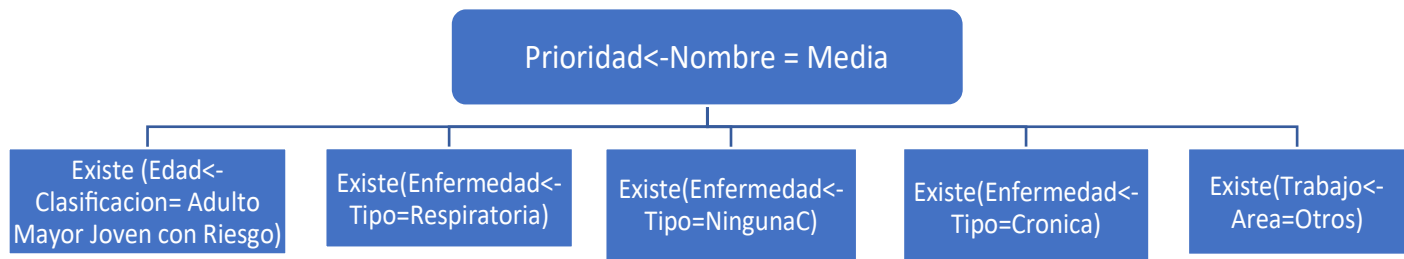 Prioridad<-Nombre = Media
Existe (Edad<-
Clasificacion= Adulto
Mayor Joven con Riesgo)
Existe(Enfermedad<-
Tipo=Respiratoria)
Existe(Enfermedad<-
Tipo=NingunaC)
Existe(Enfermedad<-
Tipo=Cronica)
Existe(Trabajo<-
Area=Otros)